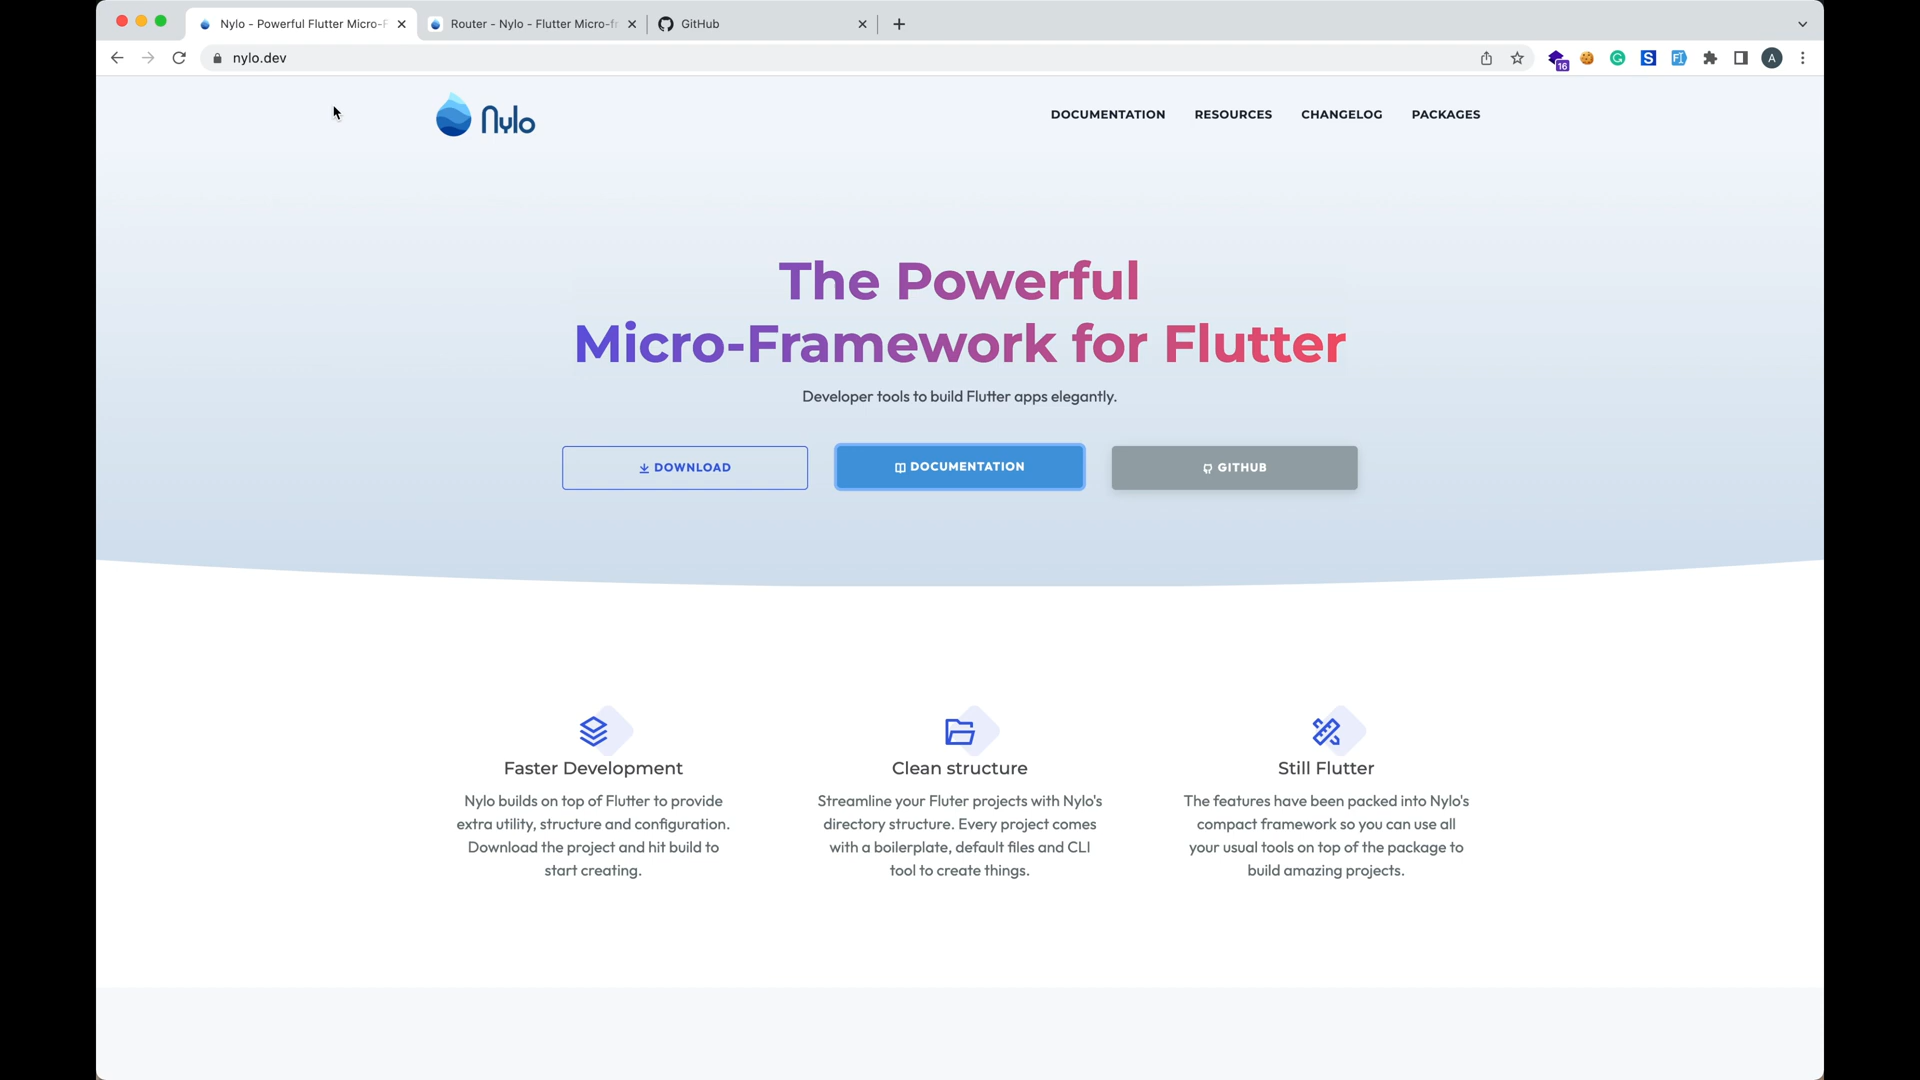 Nylo - Powerful Flutter Micro-F
Router - Nylo - Flutter Micro-fr
GitHub
nylo.dev
16
A
Nylo
DOCUMENTATION
RESOURCES
CHANGELOG
PACKAGES
The Powerful
Micro-Framework for Flutter
Developer tools to build Flutter apps elegantly.
DOWNLOAD
DOCUMENTATION
GITHUB
Faster Development
Nylo builds on top of Flutter to provide
extra utility, structure and configuration.
Download the project and hit build to
start creating.
Clean structure
Streamline your Fluter projects with Nylo's
directory structure. Every project comes
with a boilerplate, default files and CLI
tool to create things.
Still Flutter
The features have been packed into Nylo's
compact framework so you can use all
your usual tools on top of the package to
build amazing projects.